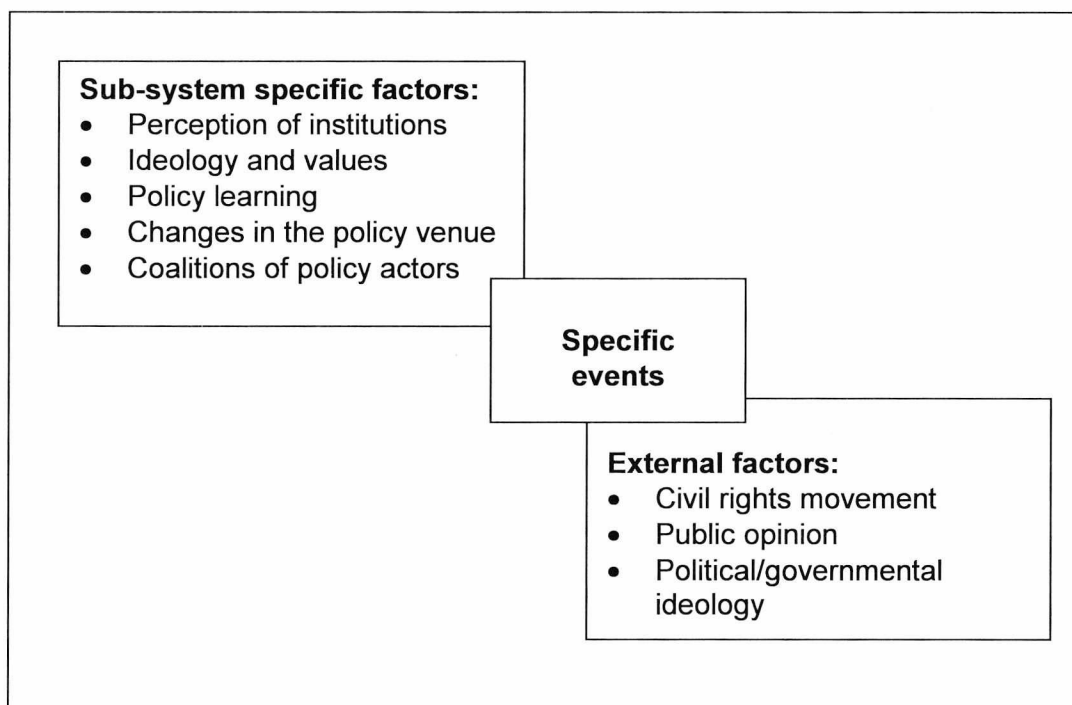 Sub-system specific factors:
• Perception of institutions
• Ideology and values
• Policy learning
• Changes in the policy venue
• Coalitions of policy actors
Specific
events
External factors:
• Civil rights movement
• Public opinion
• Political/governmental
ideology